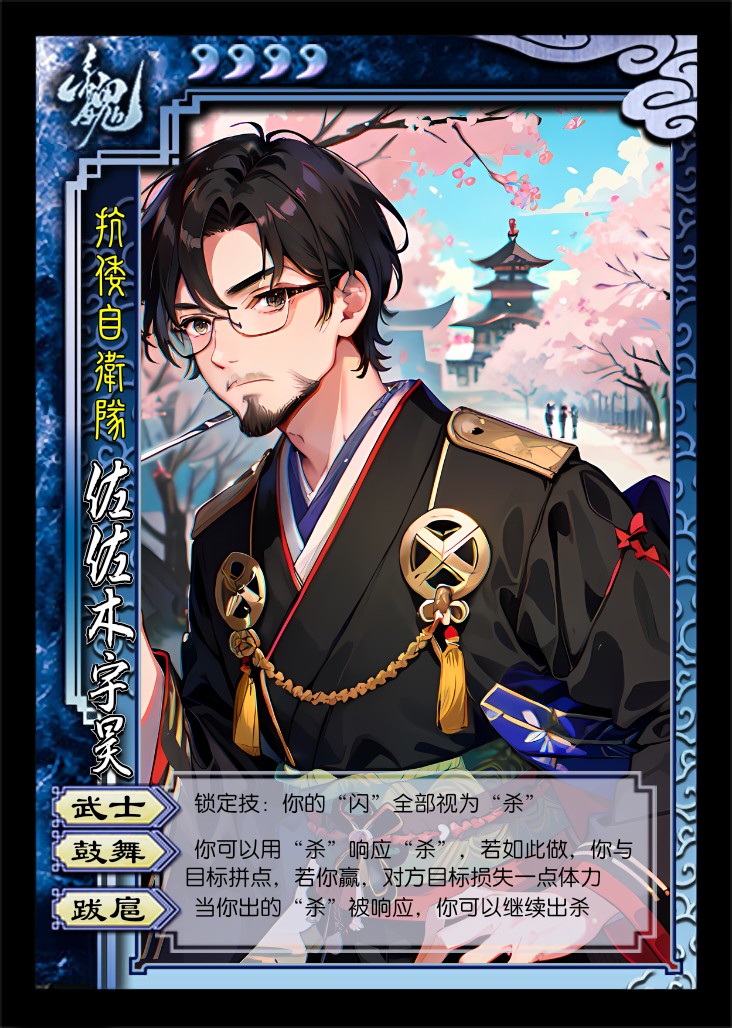 魏
抗倭自衛隊
佐佐木宇昊
武士
锁定技：你的“闪”全部视为“杀”
鼓舞
你可以用“杀”响应“杀”，若如此做，你与
目标拼点，若你赢，对方目标损失一点体力
跋扈
当你出的“杀”被响应，你可以继续出杀